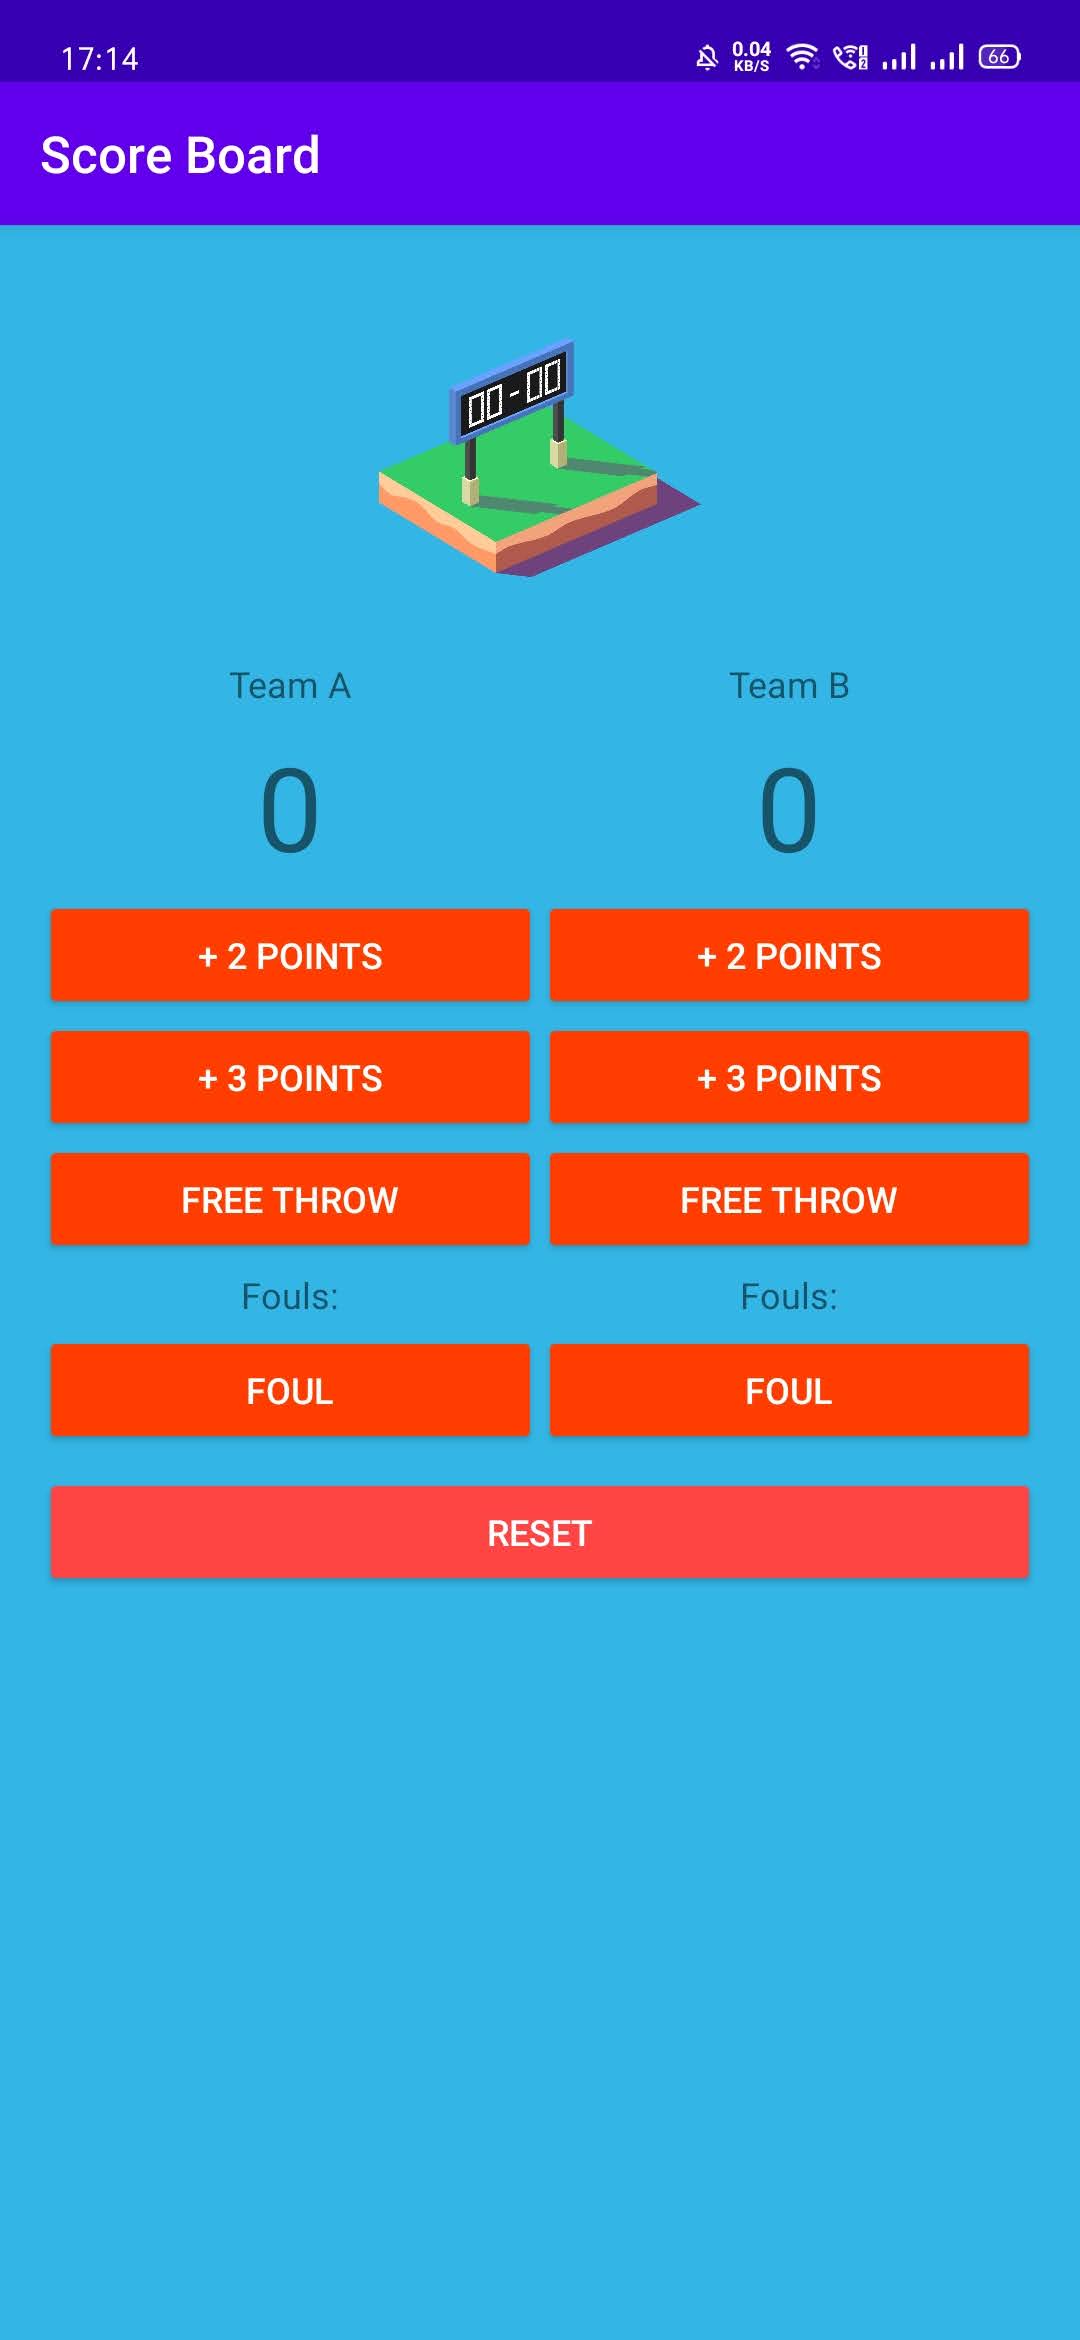 17:14 0.04 KB/S 66
Score Board
00-00
Team A Team B
0 0
+ 2 POINTS + 2 POINTS
+ 3 POINTS + 3 POINTS
FREE THROW FREE THROW
Fouls: Fouls:
FOUL FOUL
RESET